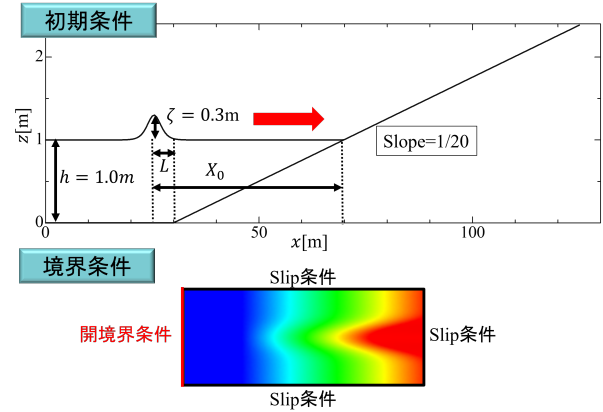 初期条件
2
1
0
z[m]
ζ = 0.3m
h = 1.0m
L
X0
Slope=1/20
50
100
x[m]
境界条件
Slip条件
開境界条件
Slip条件
Slip条件